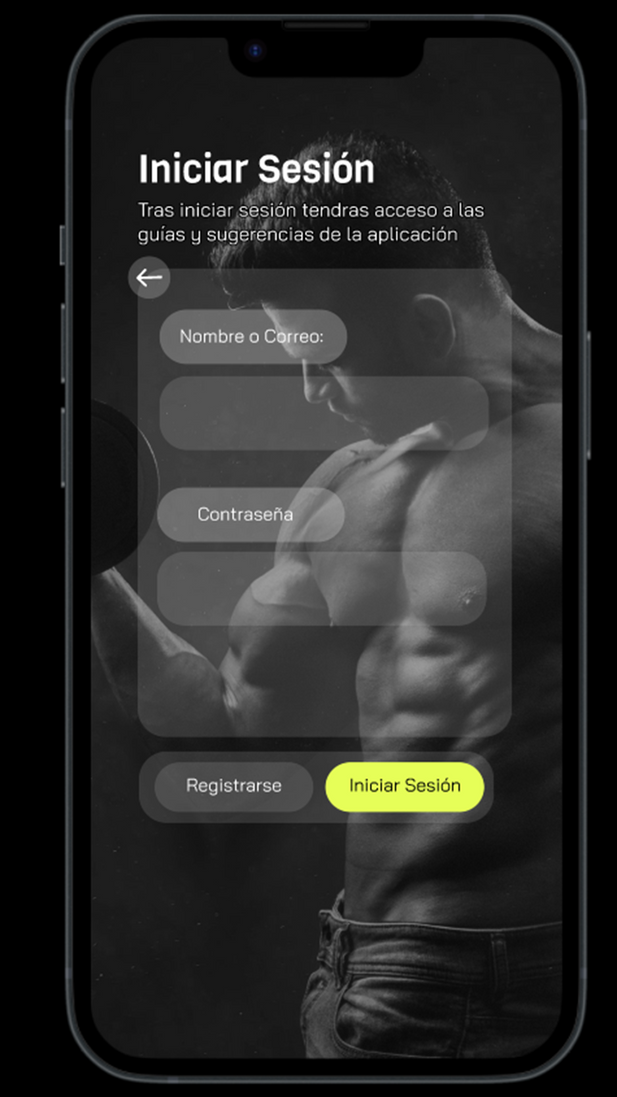 Iniciar Sesión
Tras iniciar sesión tendras acceso a las
guías y sugerencias de la aplicación
Nombre o Correo:
Contraseña
Registrarse
Iniciar Sesión